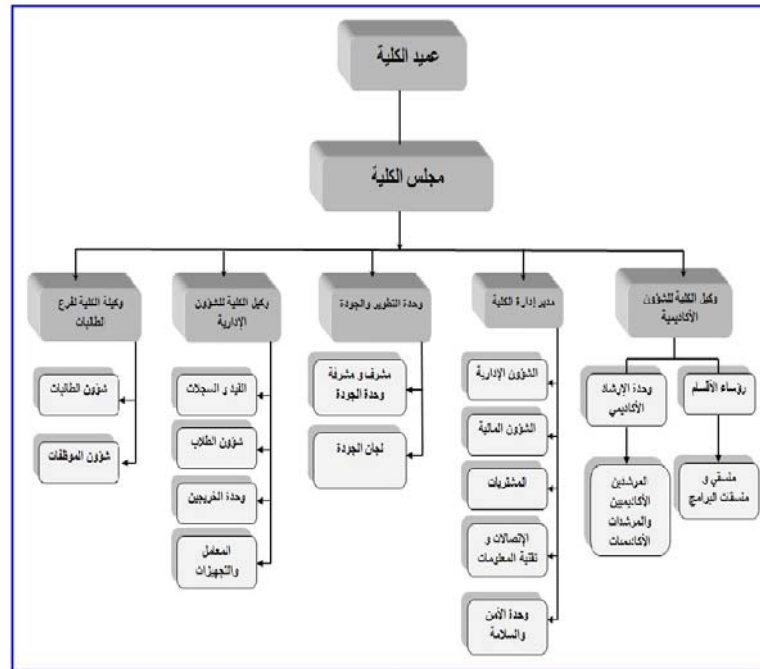 عميد الكلية
مجلس الكلية
وكيل الكلية للشؤون
الأكاديمية
مدير إدارة الكلية
وحدة التطوير والجودة
وكيل الكلية للشؤون
الإدارية
وكيلة الكلية لفرع
الطالبات
رؤساء الأقسام
وحدة الإرشاد
الأكاديمي
منسقي و
منسقات البرامج
المرشدين
الأكاديميين
والمرشدات
الأكاديميات
الشؤون الإدارية
الشؤون المالية
المشتريات
الإتصالات و
تقنية المعلومات
وحدة الأمن
والسلامة
مشرف و مشرفة
وحدة الجودة
لجان الجودة
القيد و السجلات
شؤون الطلاب
وحدة الخريجين
المعامل
والتجهيزات
شؤون الطالبات
شؤون الموظفات